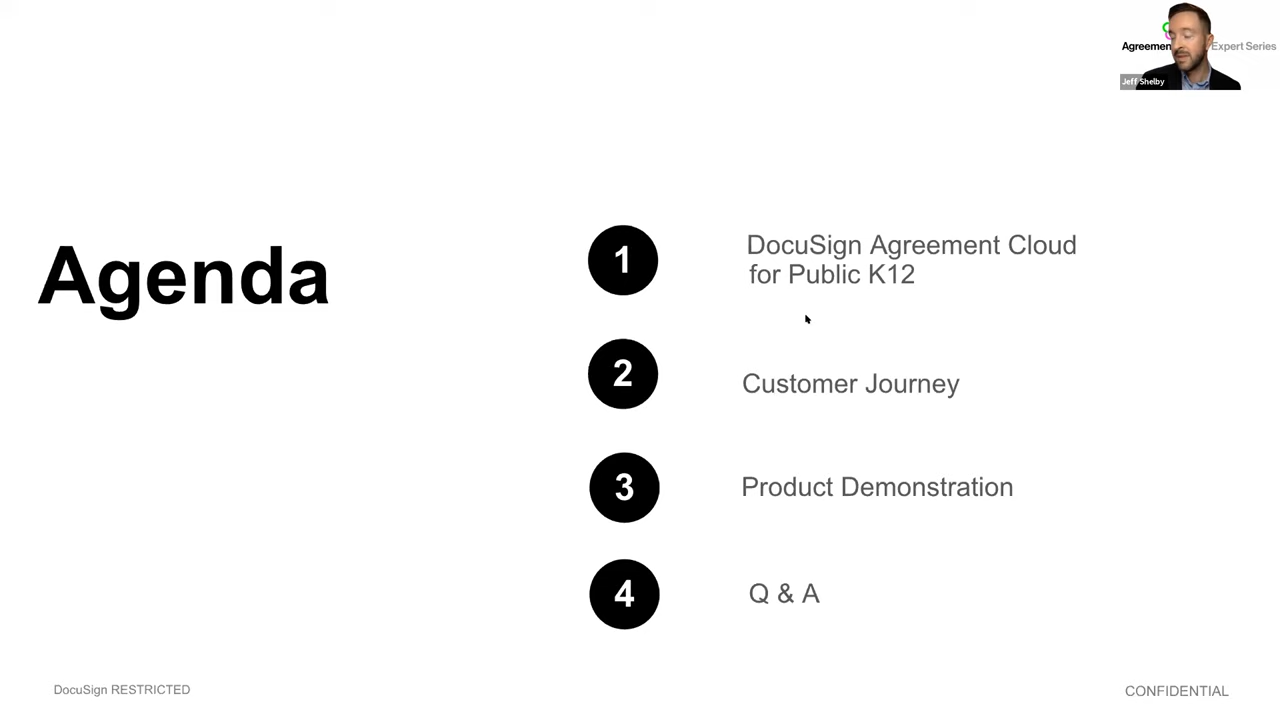 Agreemen
Expert Series
Jeff Shelby
Agenda
1
DocuSign Agreement Cloud
for Public K12
2
Customer Journey
3
Product Demonstration
4
Q & A
DocuSign RESTRICTED
CONFIDENTIAL